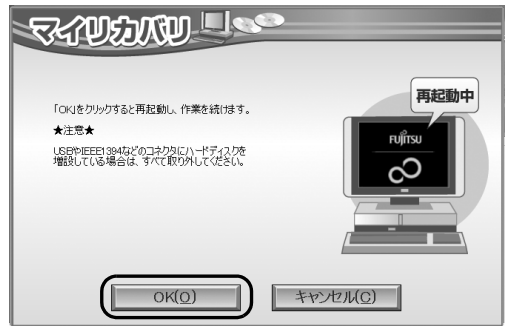 マイリカバリ
「OK」をクリックすると再起動し、作業を続けます。
★注意★
USBやIEEE1394などのコネクタにハードディスクを
増設している場合は、すべて取り外してください。
再起動中
FUJITSU
OK(O)
キャンセル(C)